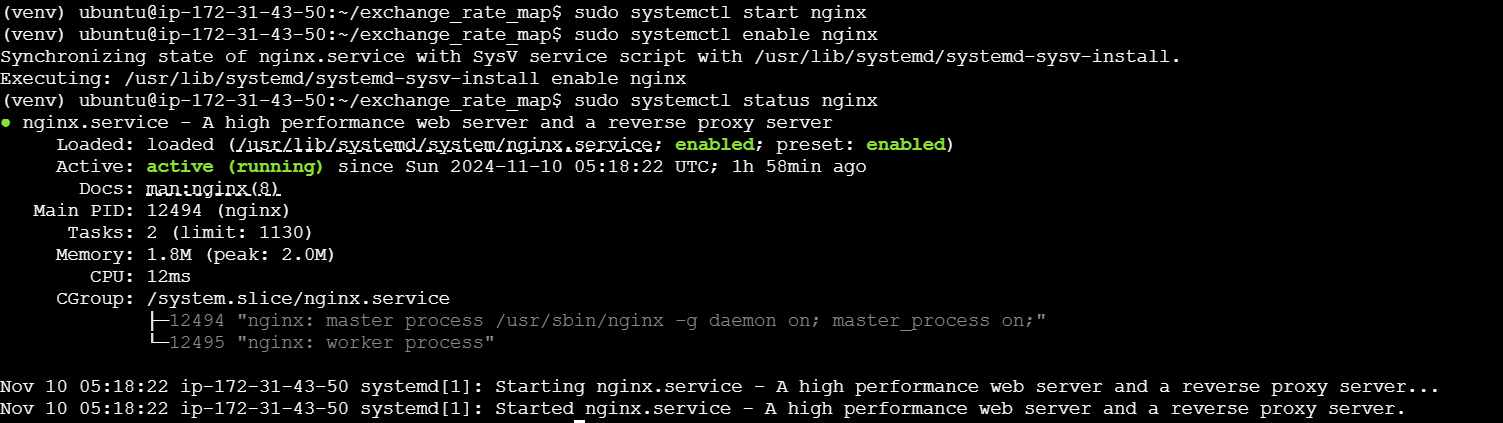 (venv) ubuntu@ip-172-31-43-50:~/exchange_rate_map$ sudo systemctl start nginx
(venv) ubuntu@ip-172-31-43-50:~/exchange_rate_map$ sudo systemctl enable nginx
Synchronizing state of nginx.service with SysV service script with /usr/lib/systemd/systemd-sysv-install.
Executing: /usr/lib/systemd/systemd-sysv-install enable nginx
(venv) ubuntu@ip-172-31-43-50:~/exchange_rate_map$ sudo systemctl status nginx
● nginx.service - A high performance web server and a reverse proxy server
     Loaded: loaded (/usr/lib/systemd/system/nginx.service; enabled; preset: enabled)
     Active: active (running) since Sun 2024-11-10 05:18:22 UTC; 1h 58min ago
       Docs: man:nginx(8)
   Main PID: 12494 (nginx)
      Tasks: 2 (limit: 1130)
     Memory: 1.8M (peak: 2.0M)
        CPU: 12ms
     CGroup: /system.slice/nginx.service
             ├─12494 "nginx: master process /usr/sbin/nginx -g daemon on; master_process on;"
             └─12495 "nginx: worker process"
Nov 10 05:18:22 ip-172-31-43-50 systemd[1]: Starting nginx.service - A high performance web server and a reverse proxy server...
Nov 10 05:18:22 ip-172-31-43-50 systemd[1]: Started nginx.service - A high performance web server and a reverse proxy server.